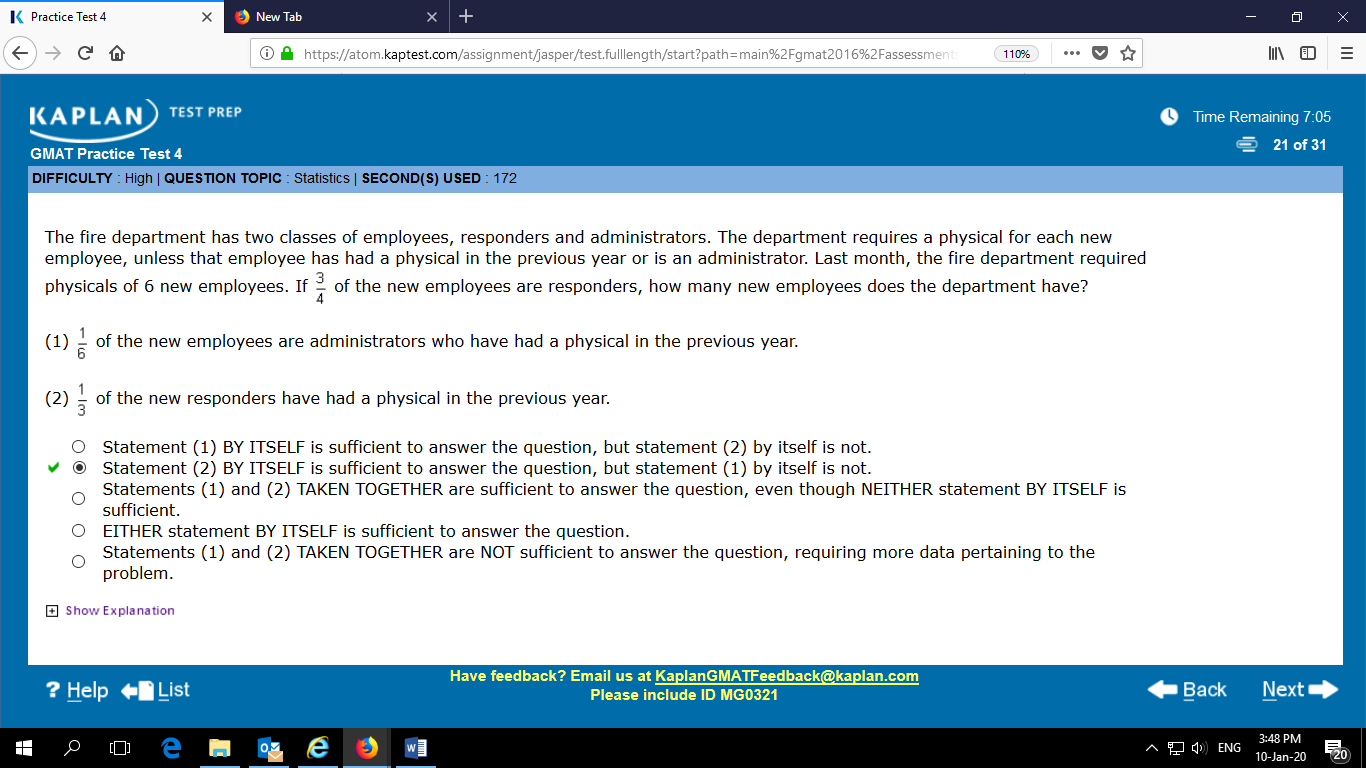 Practice Test 4
New Tab
https://atom.kaptest.com/assignment/jasper/test.fulllength/start?path=main%2Fgmat2016%2Fassessment
110%
KAPLAN TEST PREP
GMAT Practice Test 4
Time Remaining 7:05
21 of 31
DIFFICULTY : High | QUESTION TOPIC : Statistics | SECOND(S) USED : 172
The fire department has two classes of employees, responders and administrators. The department requires a physical for each new
employee, unless that employee has had a physical in the previous year or is an administrator. Last month, the fire department required
physicals of 6 new employees. If 3/4 of the new employees are responders, how many new employees does the department have?
(1) 1/6 of the new employees are administrators who have had a physical in the previous year.
(2) 1/3 of the new responders have had a physical in the previous year.
Statement (1) BY ITSELF is sufficient to answer the question, but statement (2) by itself is not.
Statement (2) BY ITSELF is sufficient to answer the question, but statement (1) by itself is not.
Statements (1) and (2) TAKEN TOGETHER are sufficient to answer the question, even though NEITHER statement BY ITSELF is
sufficient.
EITHER statement BY ITSELF is sufficient to answer the question.
Statements (1) and (2) TAKEN TOGETHER are NOT sufficient to answer the question, requiring more data pertaining to the
problem.
Show Explanation
? Help
List
Have feedback? Email us at KaplanGMATFeedback@kaplan.com
Please include ID MG0321
Back
Next
ENG
3:48 PM
10-Jan-20
20